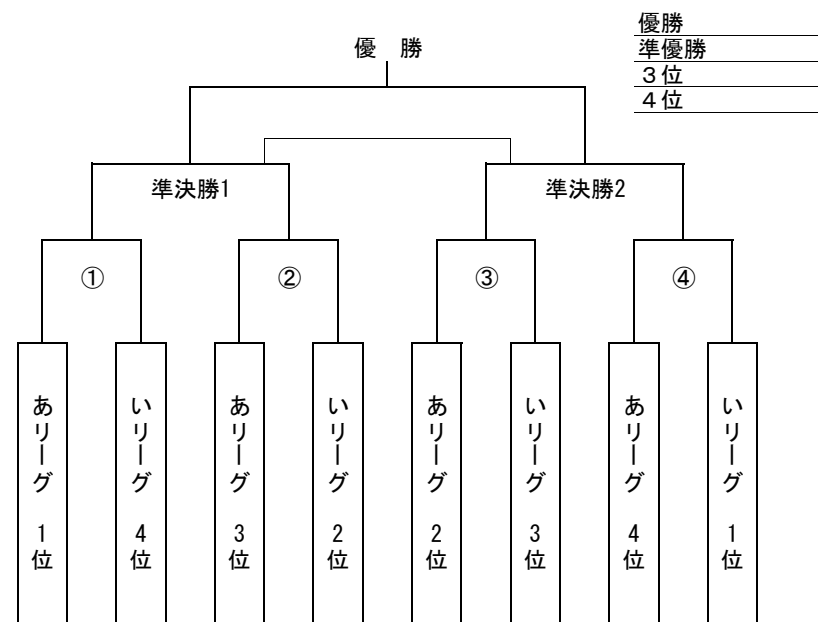 優勝
準優勝
３位
４位
優　勝
準決勝1
準決勝2
①
②
③
④
あリーグ　1位
いリーグ　4位
あリーグ　3位
いリーグ　2位
あリーグ　2位
いリーグ　3位
あリーグ　4位
いリーグ　1位